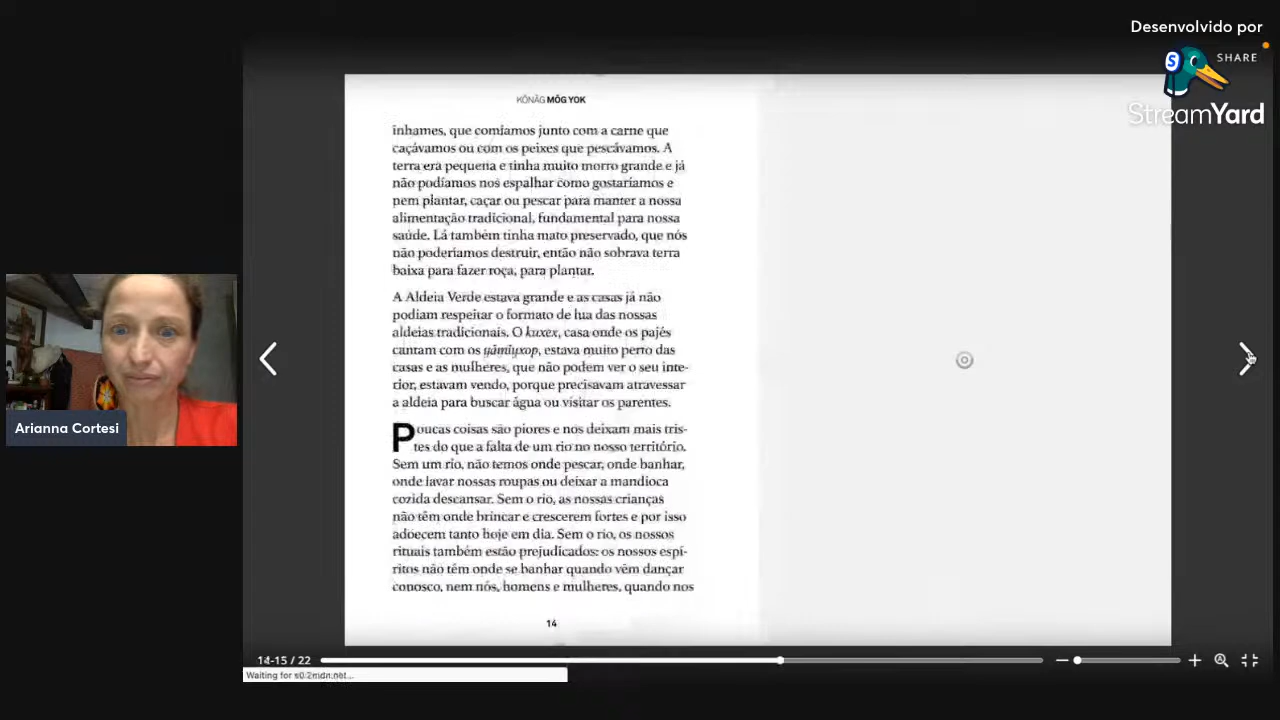 Desenvolvido por
SHARE
StreamYard
KÕNÃG MÕG YOK
inhames, que comíamos junto com a carne que
caçávamos ou com os peixes que pescávamos. A
terra era pequena e tinha muito morro grande e já
não podíamos nos espalhar como gostaríamos e
nem plantar, caçar ou pescar para manter a nossa
alimentação tradicional, fundamental para nossa
saúde. Lá também tinha mato preservado, que nós
não poderíamos destruir, então não sobrava terra
baixa para fazer roça, para plantar.
A Aldeia Verde estava grande e as casas já não
podiam respeitar o formato de lua das nossas
aldeias tradicionais. O kuxex, casa onde os pajés
cantam com os yãmĩyxop, estava muito perto das
casas e as mulheres, que não podem ver o seu inte-
rior, estavam vendo, porque precisavam atravessar
a aldeia para buscar água ou visitar os parentes.
Poucas coisas são piores e nos deixam mais tris-
tes do que a falta de um rio no nosso território.
Sem um rio, não temos onde pescar, onde banhar,
onde lavar nossas roupas ou deixar a mandioca
cozida descansar. Sem o rio, as nossas crianças
não têm onde brincar e crescerem fortes e por isso
adoecem tanto hoje em dia. Sem o rio, os nossos
rituais também estão prejudicados: os nossos espí-
ritos não têm onde se banhar quando vêm dançar
conosco, nem nós, homens e mulheres, quando nos
14
Arianna Cortesi
14-15 / 22
Waiting for s0.2mdn.net...